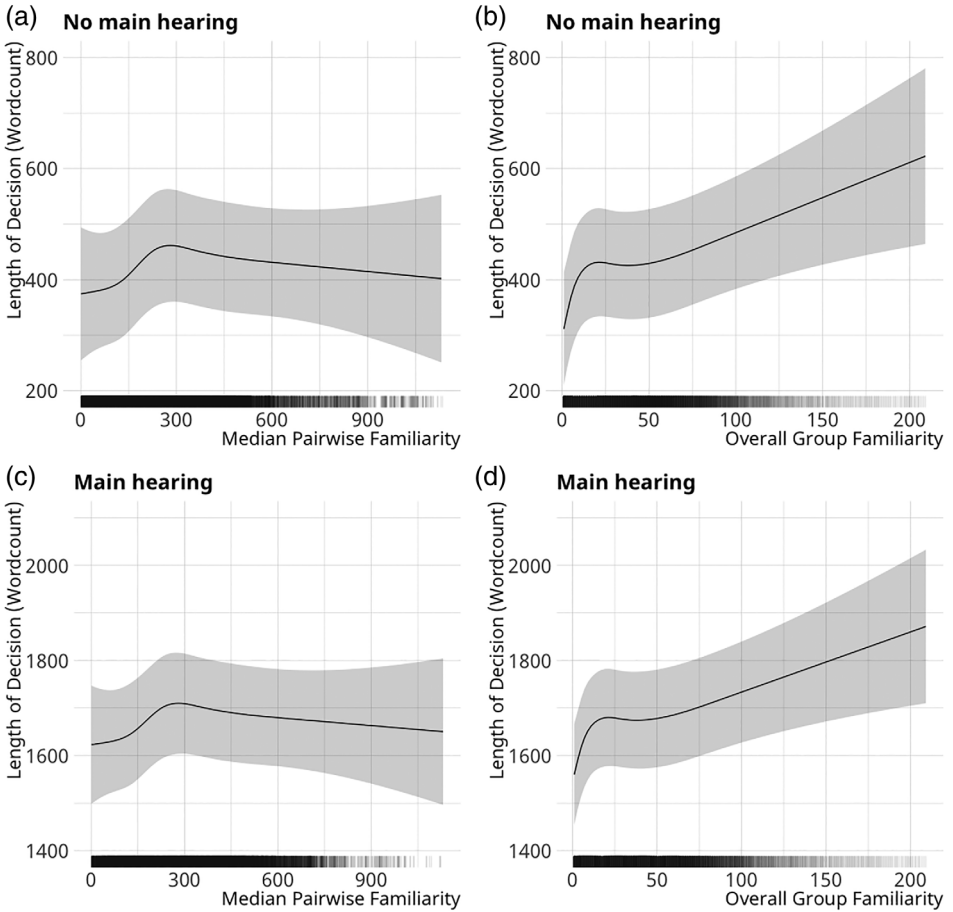 (a) No main hearing
Length of Decision (Wordcount)
800
600
400
200
0 300 600 900
Median Pairwise Familiarity
(b) No main hearing
Length of Decision (Wordcount)
800
600
400
200
0 50 100 150 200
Overall Group Familiarity
(c) Main hearing
Length of Decision (Wordcount)
2000
1800
1600
1400
0 300 600 900
Median Pairwise Familiarity
(d) Main hearing
Length of Decision (Wordcount)
2000
1800
1600
1400
0 50 100 150 200
Overall Group Familiarity